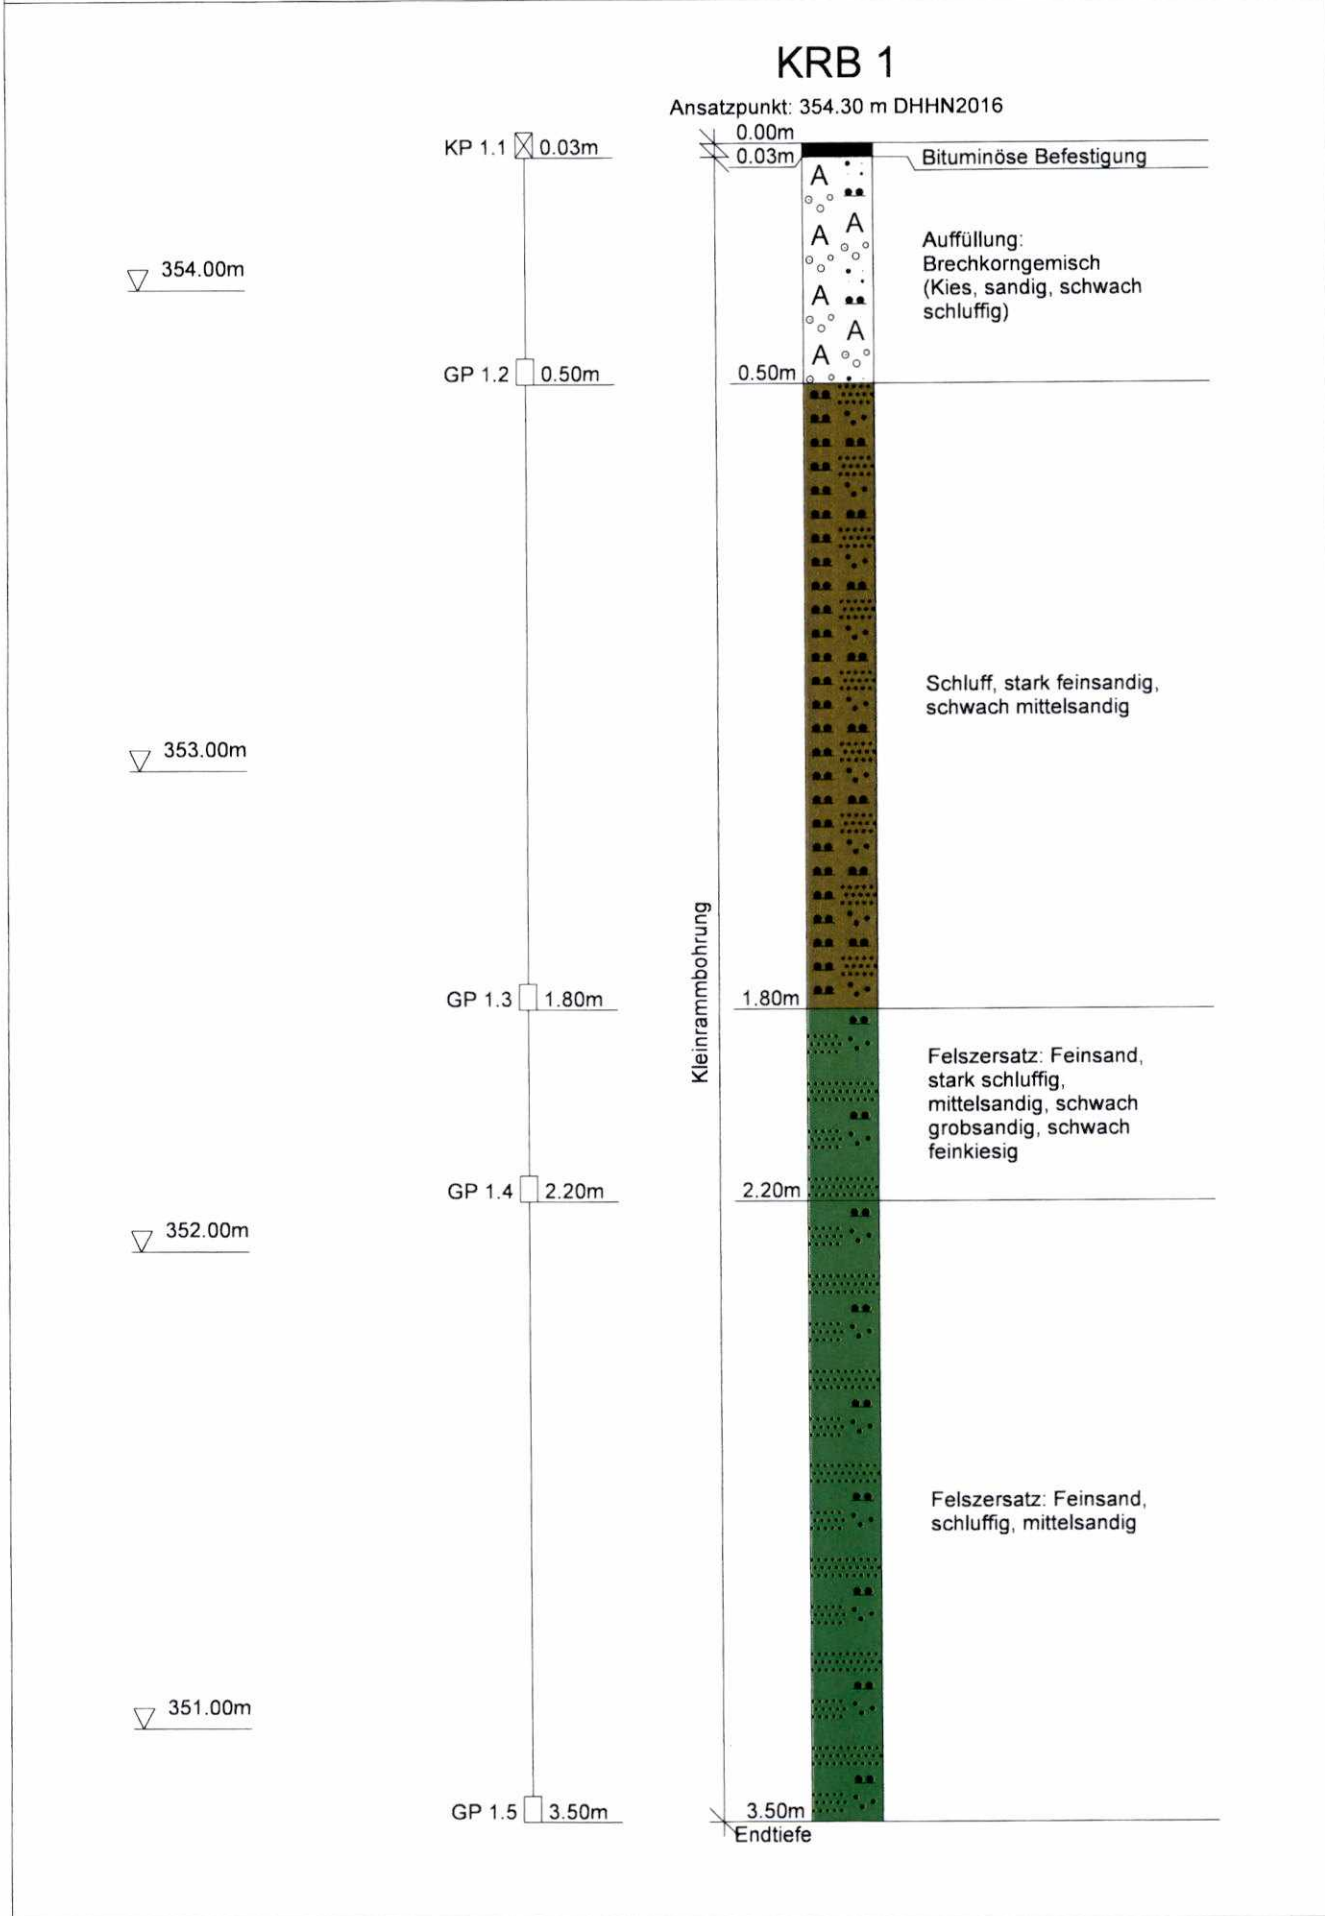 KRB 1
Ansatzpunkt: 354.30 m DHHN2016
KP 1.1 0.03m
0.00m
0.03m
Bituminöse Befestigung
A
A
A
A
A
A
Auffüllung:
Brechkorngemisch
(Kies, sandig, schwach
schluffig)
354.00m
GP 1.2 0.50m
0.50m
Schluff, stark feinsandig,
schwach mittelsandig
353.00m
Kleinrammbohrung
GP 1.3 1.80m
1.80m
Felszersatz: Feinsand,
stark schluffig,
mittelsandig, schwach
grobsandig, schwach
feinkiesig
GP 1.4 2.20m
2.20m
352.00m
Felszersatz: Feinsand,
schluffig, mittelsandig
351.00m
GP 1.5 3.50m
3.50m
Endtiefe